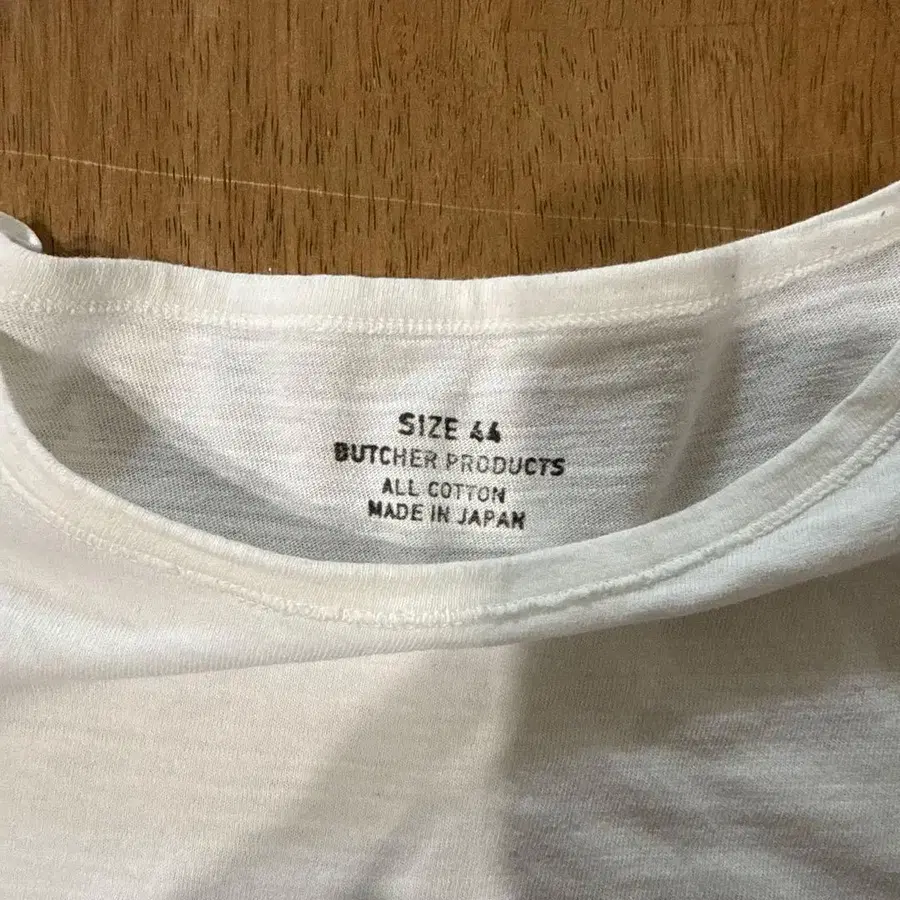 SIZE 44
BUTCHER PRODUCTS
ALL COTTON
MADE IN JAPAN